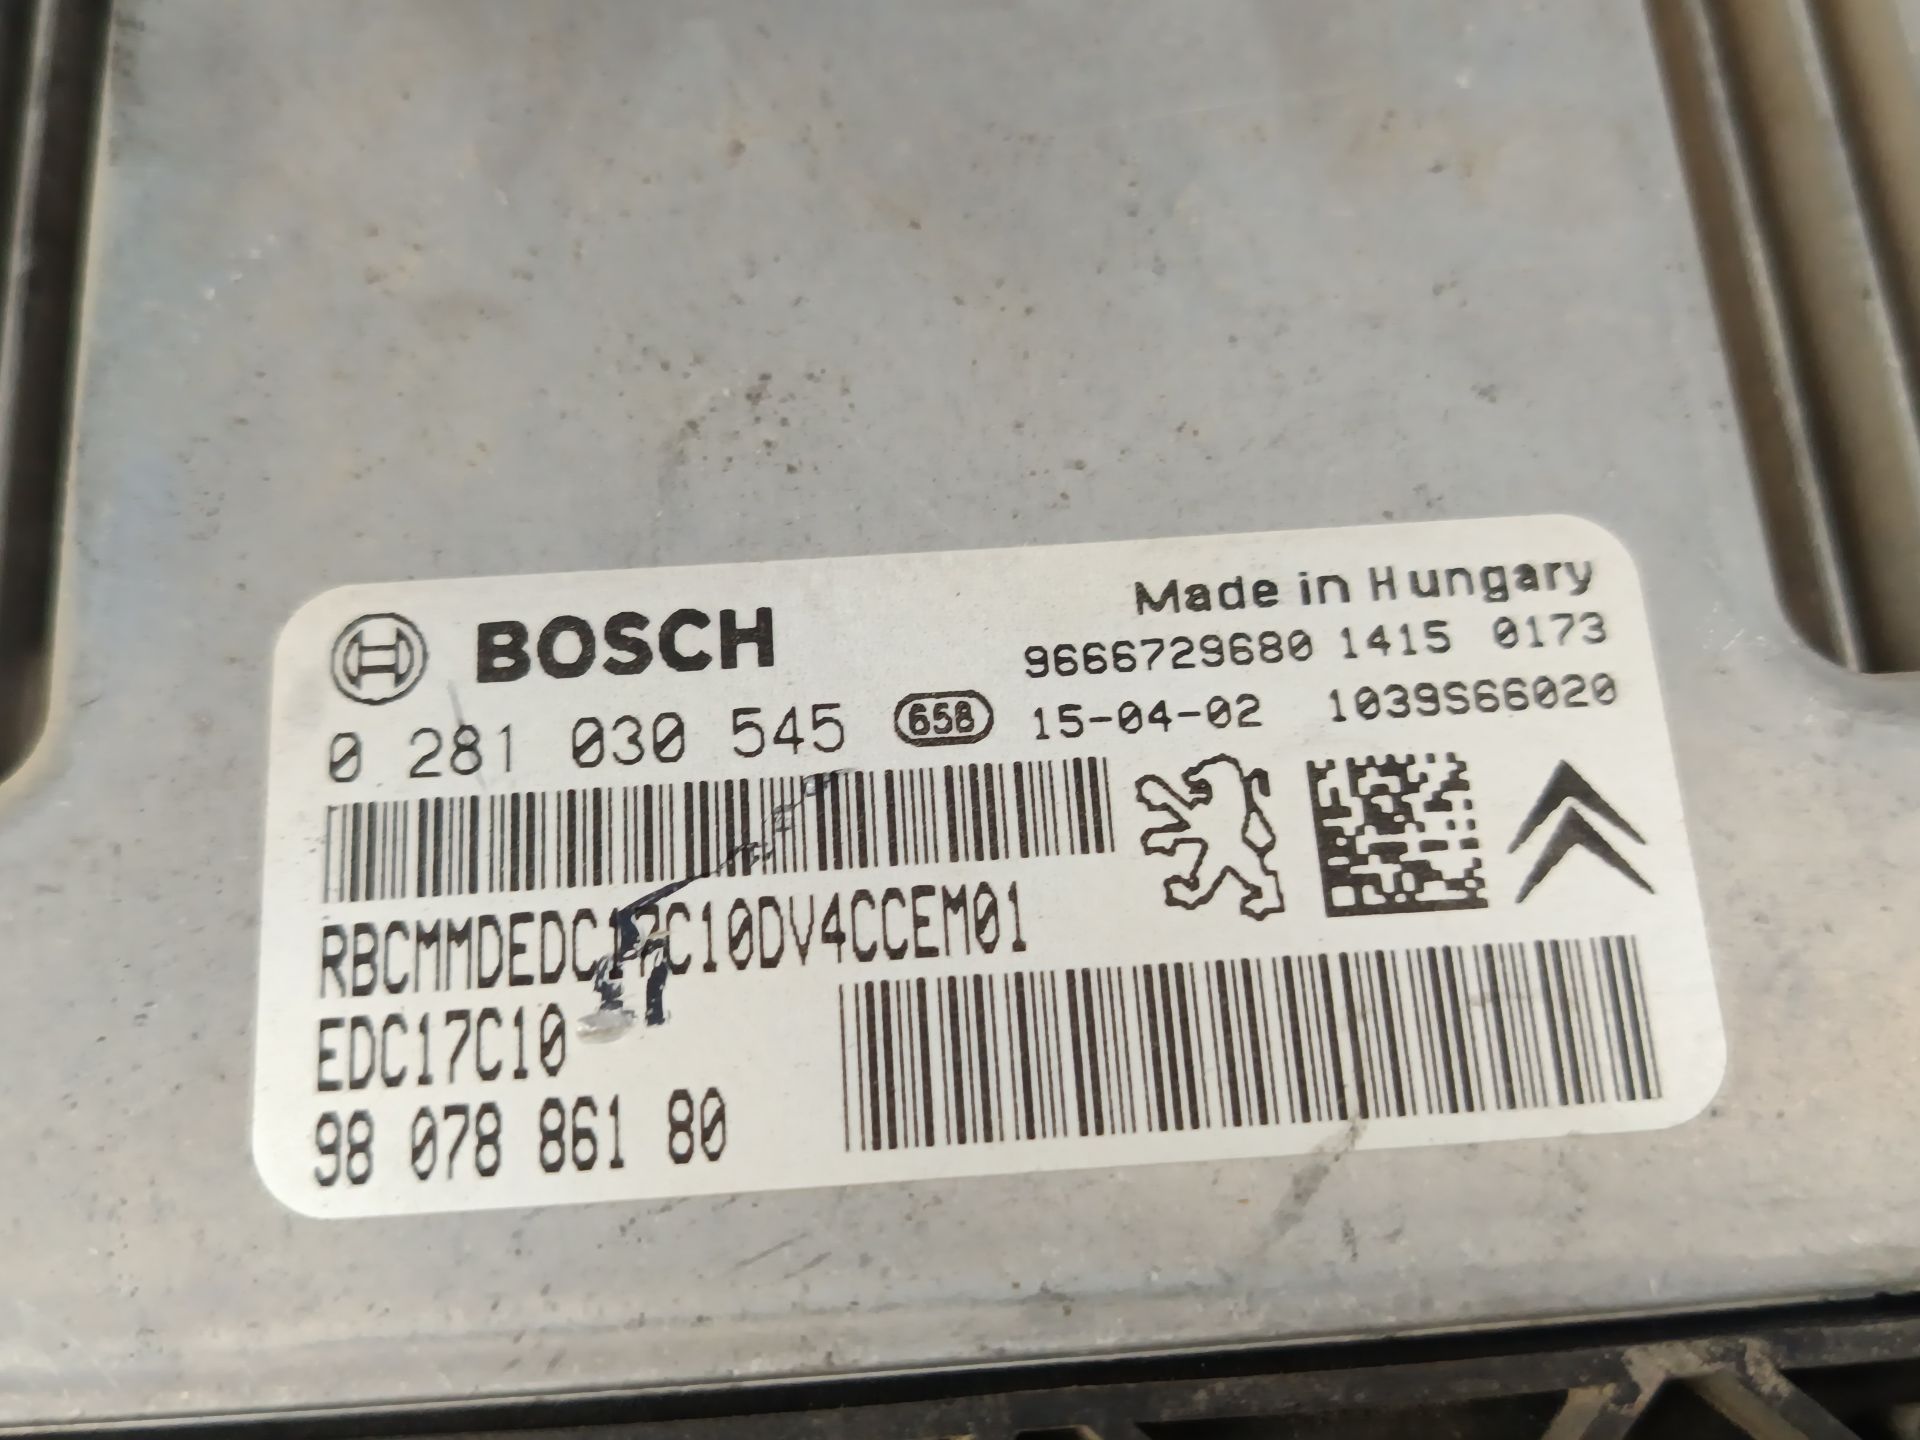 BOSCH
Made in Hungary
9666729680 1415 0173
0 281 030 545 658 15-04-02 1039S66020
RBCMMDEDC17C10DV4CCEM01
EDC17C10
98 078 861 80